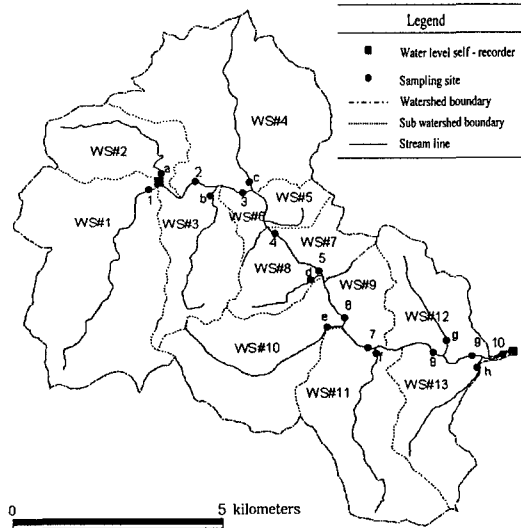 Legend
Water level self - recorder
Sampling site
Watershed boundary
Sub watershed boundary
Stream line
WS#4
WS#2
a
2
c
1
b
3
WS#5
WS#1
WS#3
WS#6
4
WS#7
5
WS#8
d
WS#9
6
WS#12
e
g
7
f
8
9
10
h
WS#10
WS#11
WS#13
0 5 kilometers